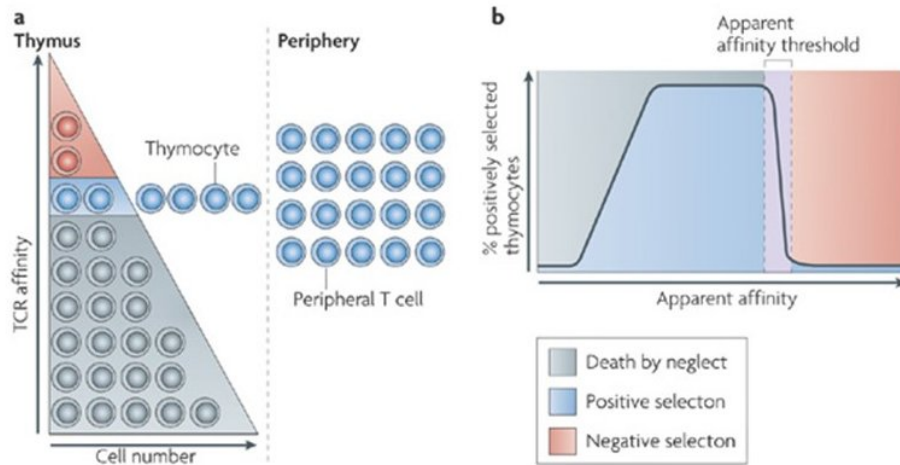 a
Thymus
Periphery
Thymocyte
Peripheral T cell
TCR affinity
Cell number
b
Apparent
affinity threshold
% positively selected
thymocytes
Apparent affinity
Death by neglect
Positive selecton
Negative selecton